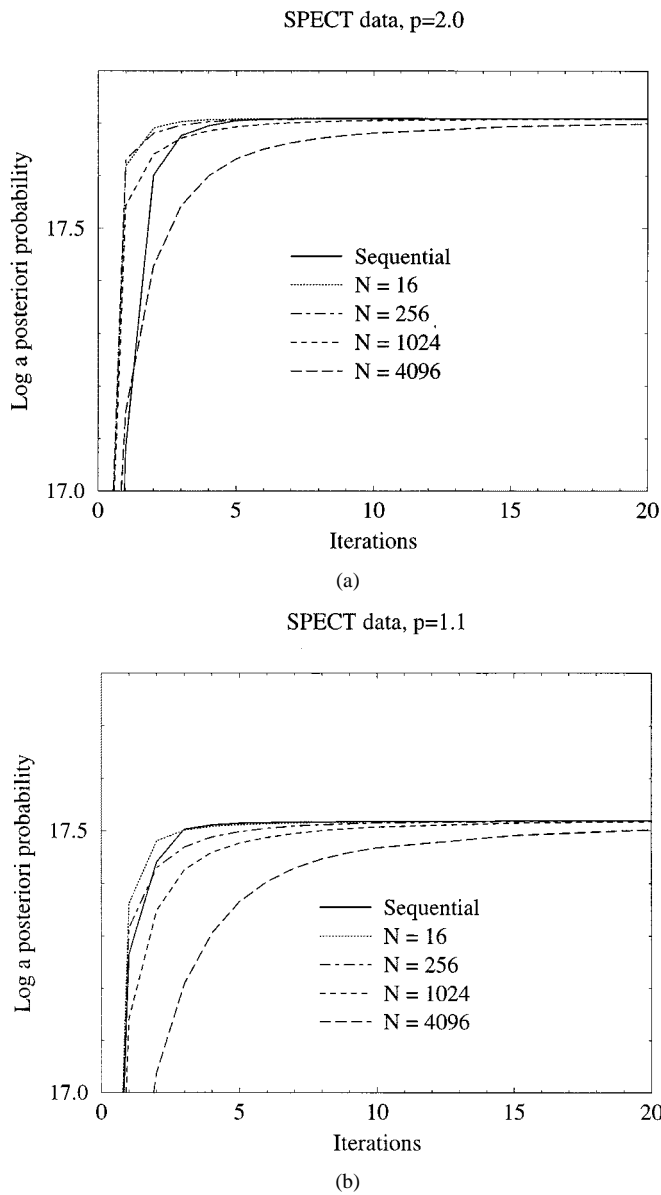 SPECT data, p=2.0
Log a posteriori probability
17.5
17.0
Sequential
N = 16
N = 256
N = 1024
N = 4096
0
5
10
15
20
Iterations
(a)
SPECT data, p=1.1
Log a posteriori probability
17.5
17.0
Sequential
N = 16
N = 256
N = 1024
N = 4096
0
5
10
15
20
Iterations
(b)